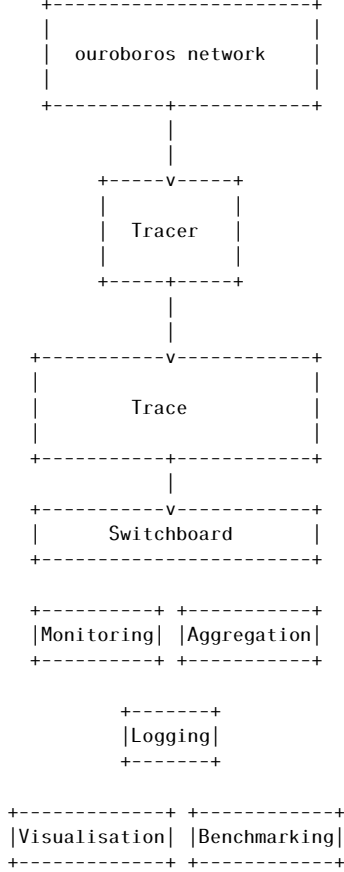 ouroboros network
Tracer
Trace
Switchboard
Monitoring Aggregation
Logging
Visualisation Benchmarking